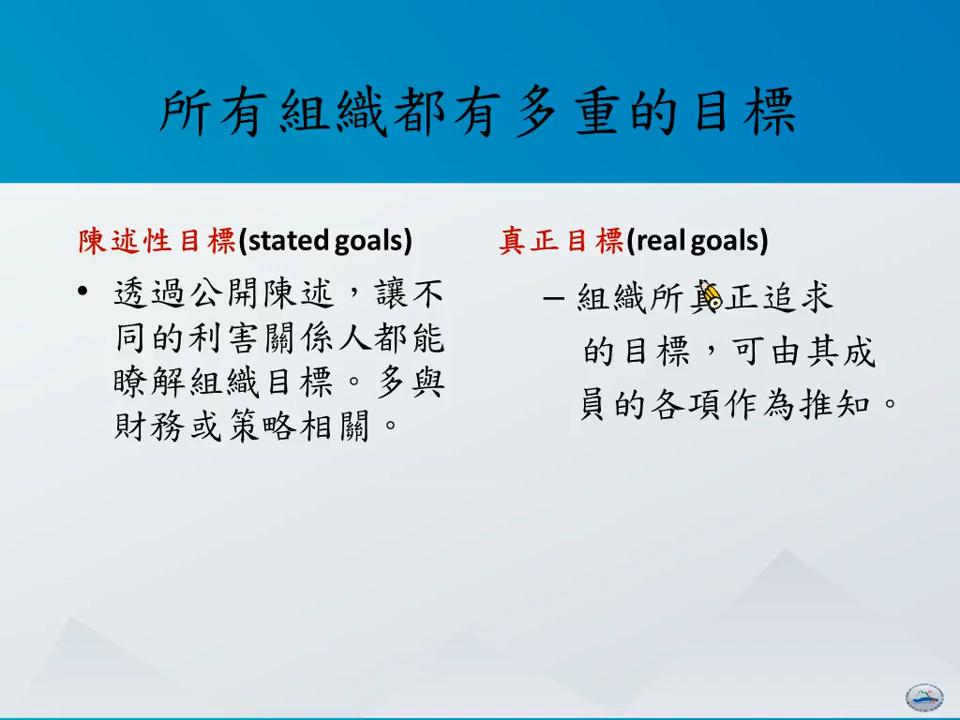 所有組織都有多重的目標
陳述性目標(stated goals)
• 透過公開陳述，讓不
同的利害關係人都能
瞭解組織目標。多與
財務或策略相關。
真正目標(real goals)
– 組織所真正追求
的目標，可由其成
員的各項作為推知。